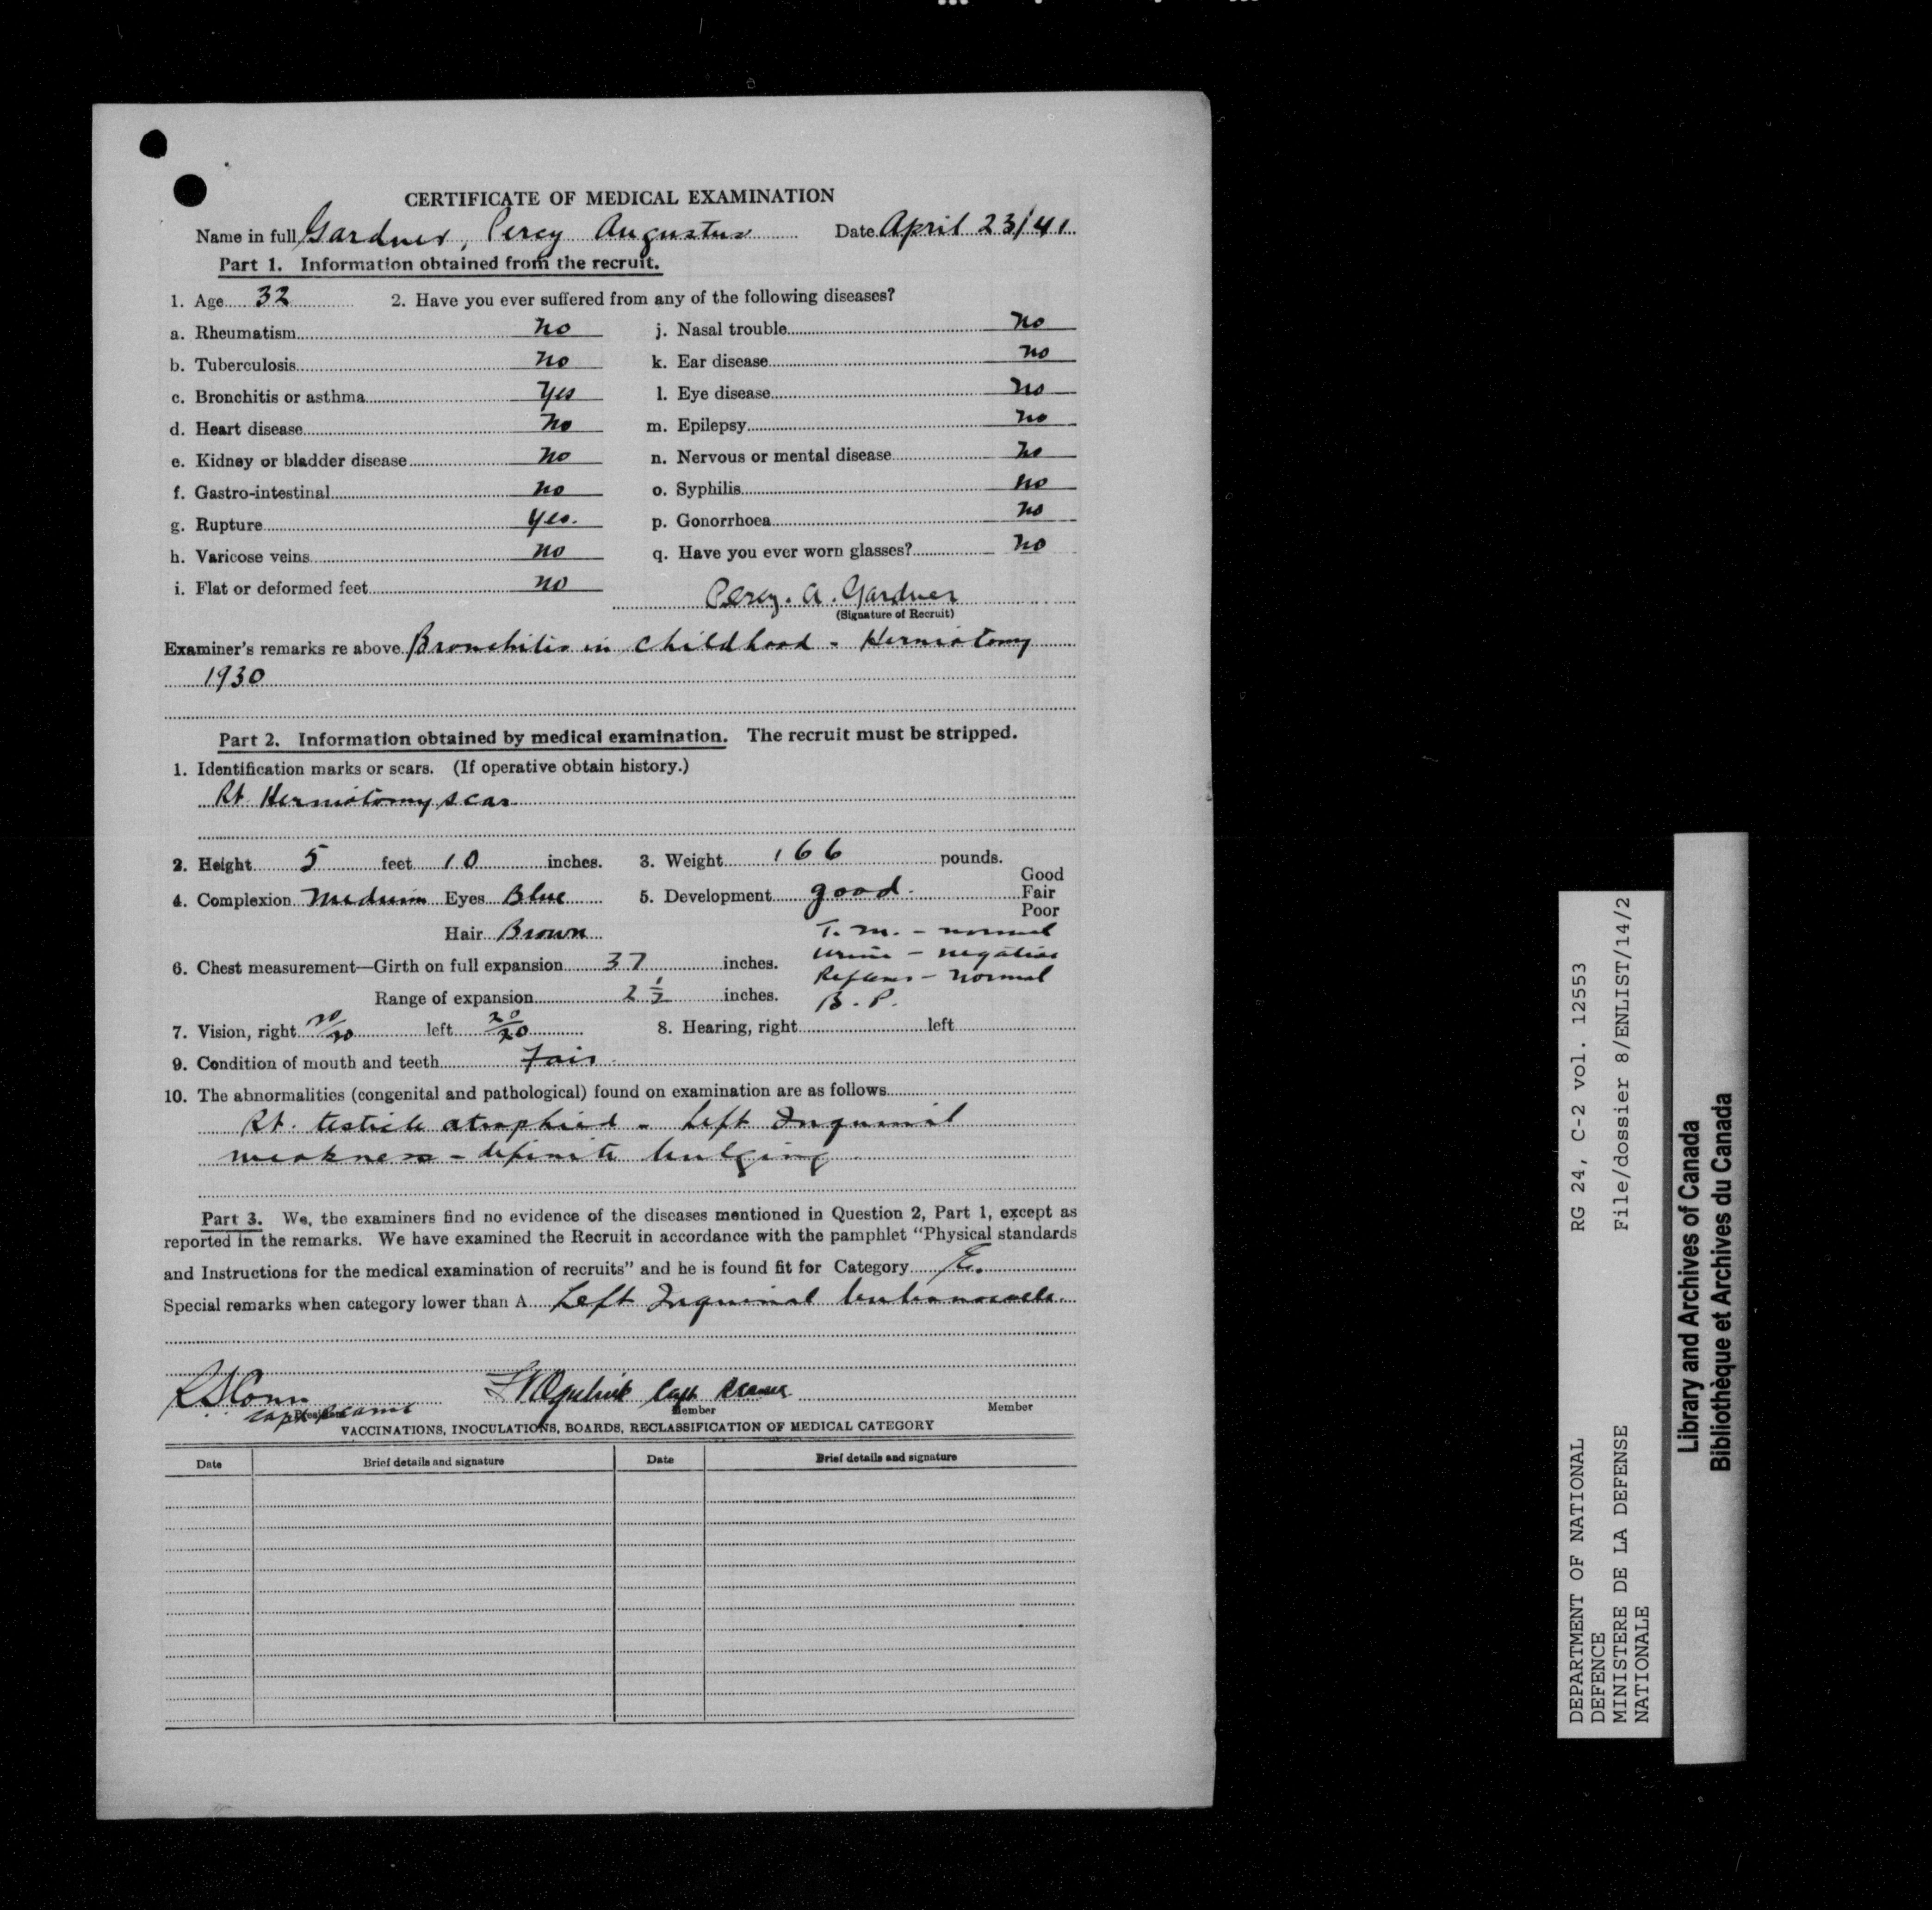 CERTIFICATE OF MEDICAL EXAMINATION
Name in full Gardner, Percy Augustus Date April 23/41
Part 1. Information obtained from the recruit.
1. Age 32 2. Have you ever suffered from any of the following diseases?
a. Rheumatism no j. Nasal trouble no
b. Tuberculosis no k. Ear disease no
c. Bronchitis or asthma yes l. Eye disease no
d. Heart disease no m. Epilepsy no
e. Kidney or bladder disease no n. Nervous or mental disease no
f. Gastro-intestinal no o. Syphilis no
g. Rupture yes. p. Gonorrhoea no
h. Varicose veins no q. Have you ever worn glasses? no
i. Flat or deformed feet no
Percy. A. Gardner
(Signature of Recruit)
Examiner's remarks re above Bronchitis in childhood - Herniotomy
1930
Part 2. Information obtained by medical examination. The recruit must be stripped.
1. Identification marks or scars. (If operative obtain history.)
Rt Herniotomy scar
2. Height 5 feet 10 inches. 3. Weight 166 pounds.
4. Complexion Medium Eyes Blue 5. Development good. Good
Fair
Poor
Hair Brown
T. M. - normal
urine - negative
Reflexes - normal
B. P.
6. Chest measurement—Girth on full expansion 37 inches.
Range of expansion 2 1/2 inches.
7. Vision, right 20/20 left 20/20 8. Hearing, right left
9. Condition of mouth and teeth Fair
10. The abnormalities (congenital and pathological) found on examination are as follows
Rt. testicle atrophied - Left Inguinal
weakness - definite bulging
Part 3. We, the examiners find no evidence of the diseases mentioned in Question 2, Part 1, except as
reported in the remarks. We have examined the Recruit in accordance with the pamphlet "Physical standards
and Instructions for the medical examination of recruits" and he is found fit for Category E.
Special remarks when category lower than A Left Inguinal
Capt
Capt
Member Member
VACCINATIONS, INOCULATIONS, BOARDS, RECLASSIFICATION OF MEDICAL CATEGORY
Date Brief details and signature Date Brief details and signature
DEPARTMENT OF NATIONAL RG 24, C-2 vol. 12553
DEFENCE
MINISTERE DE LA DEFENSE File/dossier 8/ENLIST/14/2
NATIONALE
Library and Archives of Canada
Bibliotheque et Archives du Canada